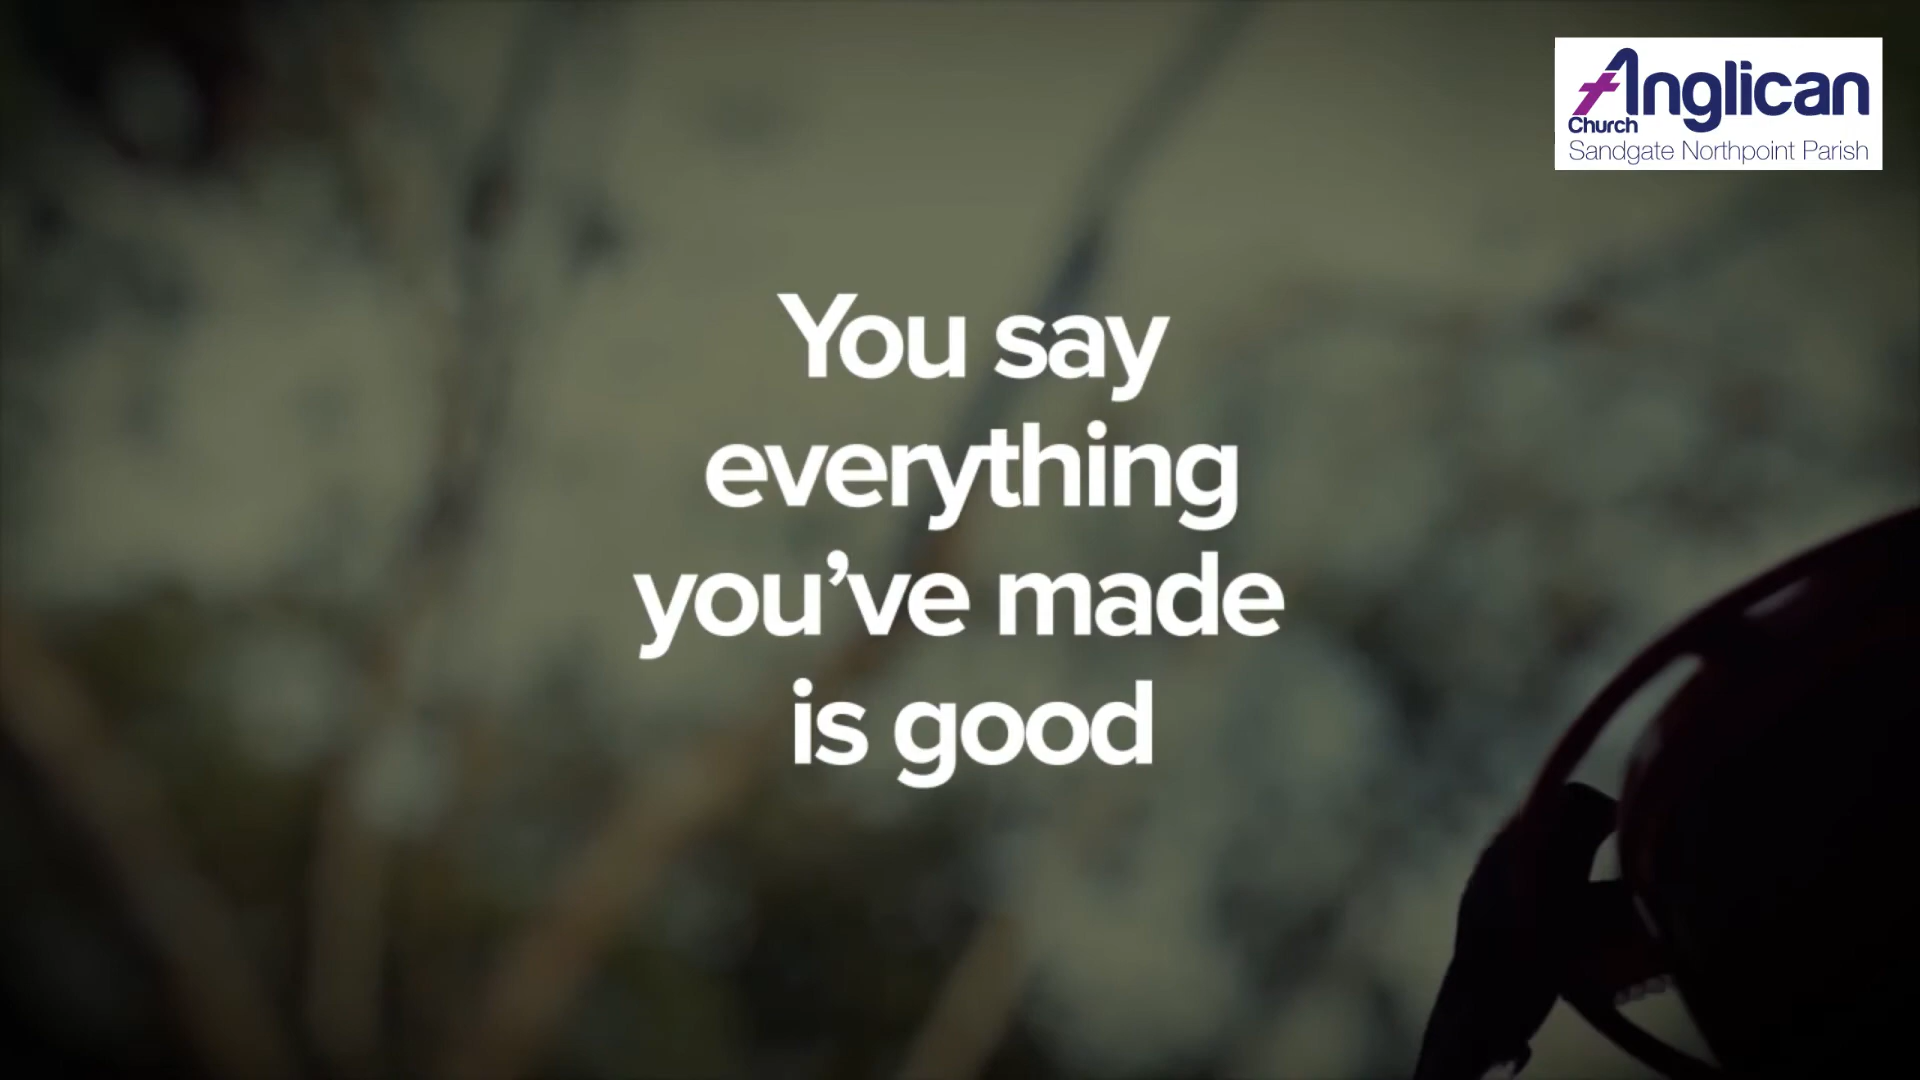 Anglican
Church
Sandgate Northpoint Parish
You say
everything
you’ve made
is good